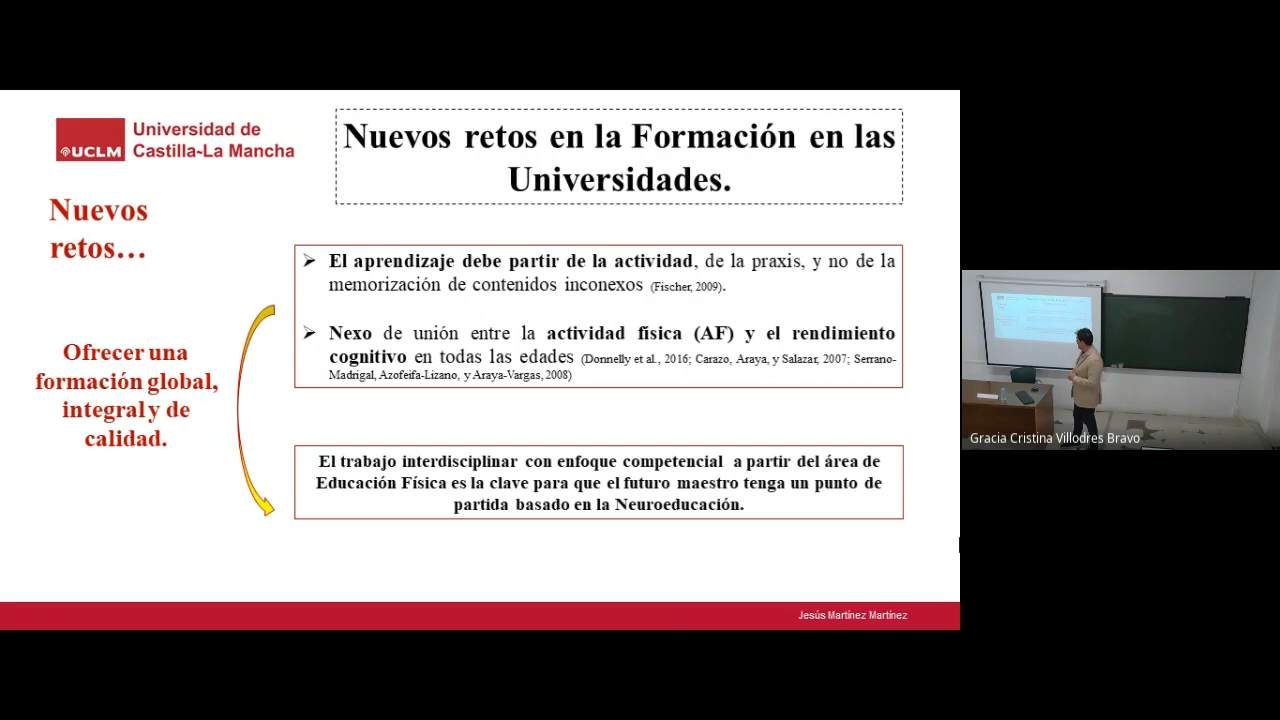 UCLM
Universidad de
Castilla-La Mancha
Nuevos retos en la Formación en las
Universidades.
Nuevos
retos…
El aprendizaje debe partir de la actividad, de la praxis, y no de la
memorización de contenidos inconexos (Fischer, 2009).
Nexo de unión entre la actividad física (AF) y el rendimiento
cognitivo en todas las edades (Donnelly et al., 2016; Carazo, Araya, y Salazar, 2007; Serrano-
Madrigal, Azofeifa-Lizano, y Araya-Vargas, 2008)
Ofrecer una
formación global,
integral y de
calidad.
El trabajo interdisciplinar con enfoque competencial a partir del área de
Educación Física es la clave para que el futuro maestro tenga un punto de
partida basado en la Neuroeducación.
Jesús Martínez Martínez
Gracia Cristina Villodres Bravo